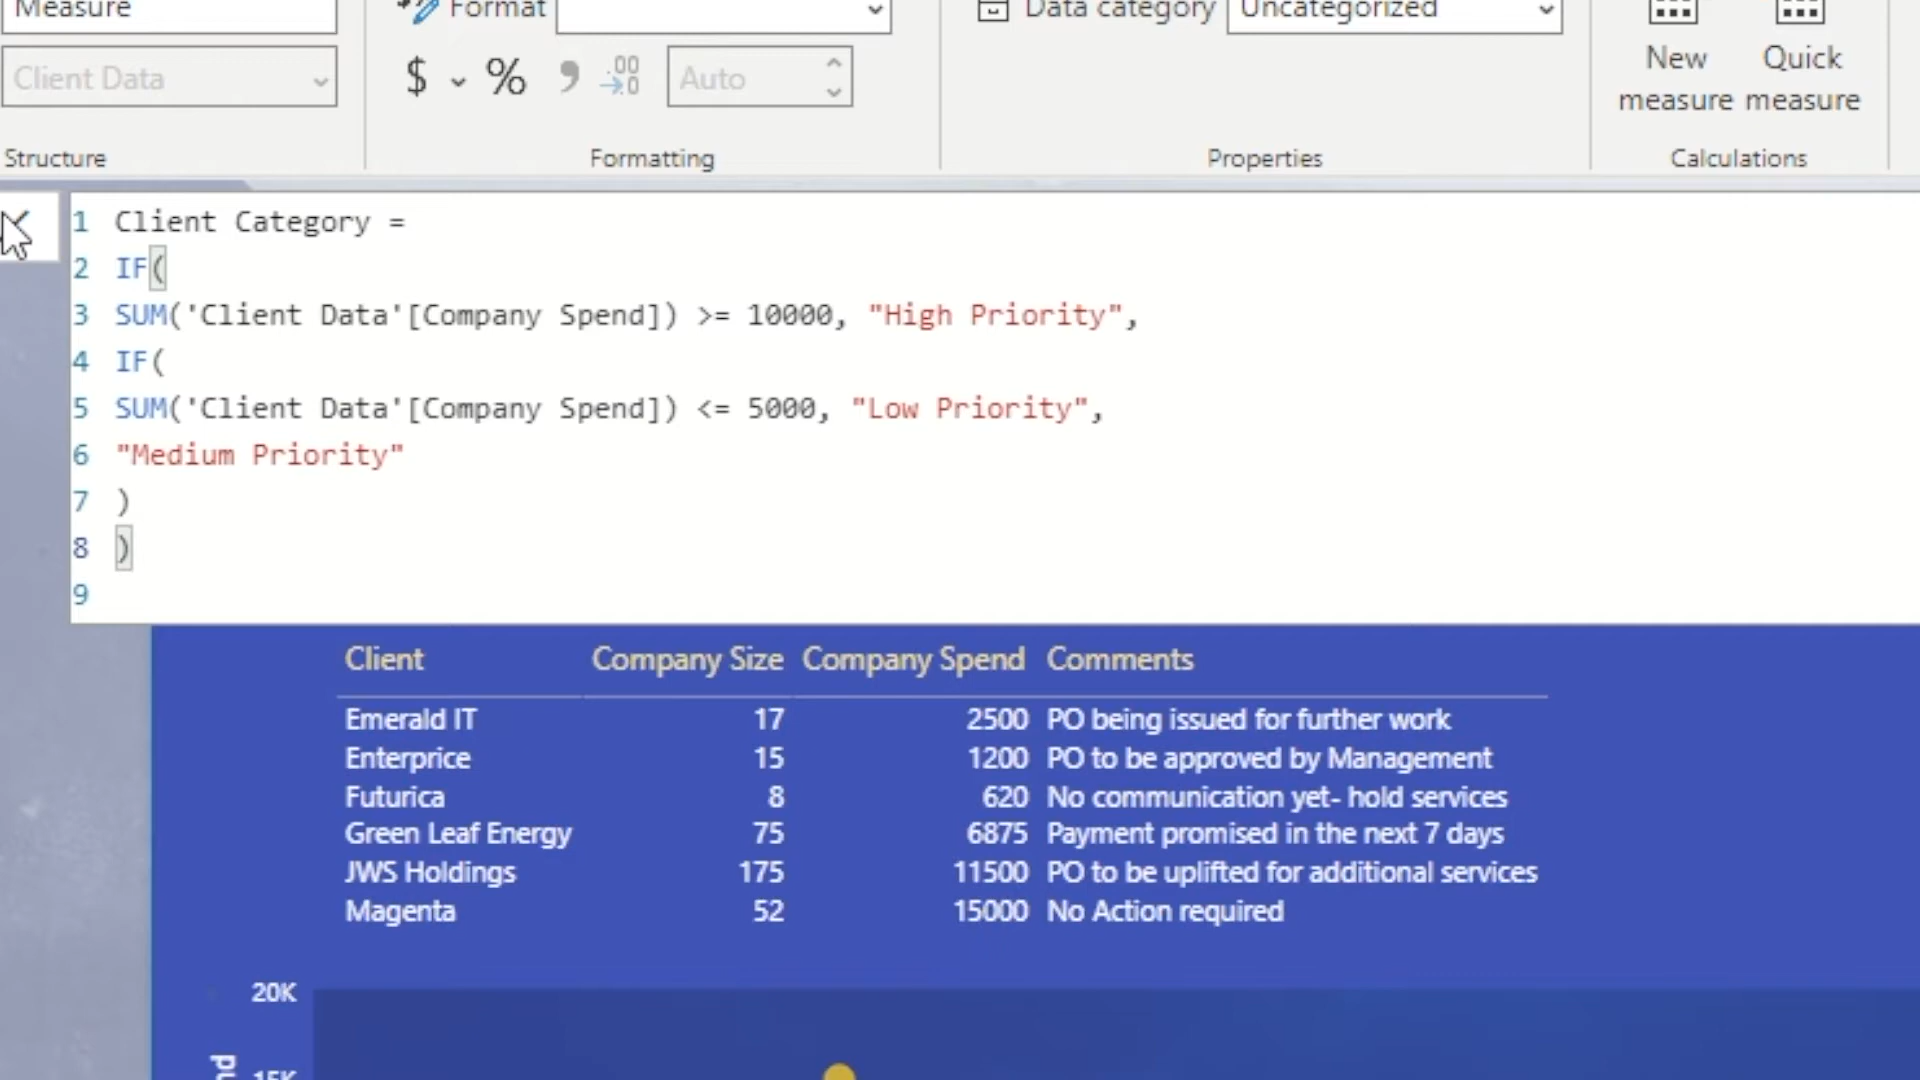 Measure
Format
Data category Uncategorized
Client Data
$ % , .00 →0 Auto
New measure
Quick measure
Structure
Formatting
Properties
Calculations
1 Client Category =
2 IF(
3 SUM('Client Data'[Company Spend]) >= 10000, "High Priority",
4 IF(
5 SUM('Client Data'[Company Spend]) <= 5000, "Low Priority",
6 "Medium Priority"
7 )
8 )
9
Client Company Size Company Spend Comments
Emerald IT 17 2500 PO being issued for further work
Enterprice 15 1200 PO to be approved by Management
Futurica 8 620 No communication yet- hold services
Green Leaf Energy 75 6875 Payment promised in the next 7 days
JWS Holdings 175 11500 PO to be uplifted for additional services
Magenta 52 15000 No Action required
20K
15K